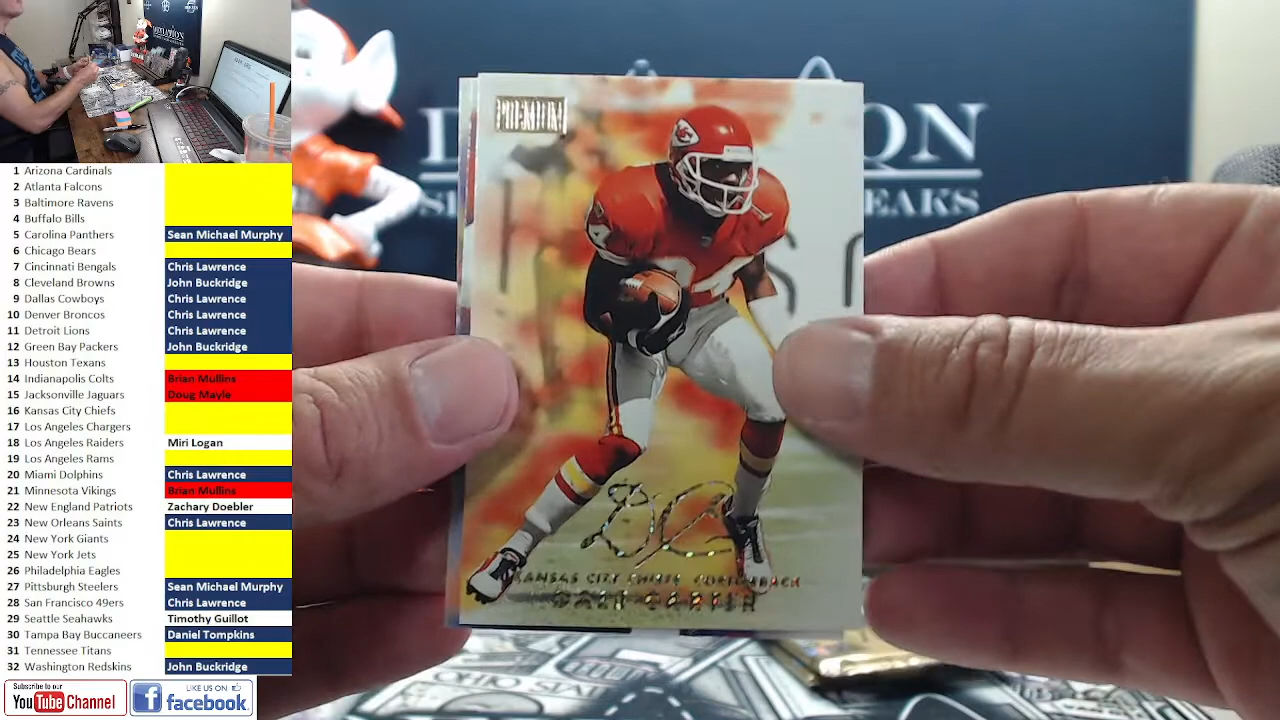 1 Arizona Cardinals
2 Atlanta Falcons
3 Baltimore Ravens
4 Buffalo Bills
5 Carolina Panthers Sean Michael Murphy
6 Chicago Bears
7 Cincinnati Bengals Chris Lawrence
8 Cleveland Browns John Buckridge
9 Dallas Cowboys Chris Lawrence
10 Denver Broncos Chris Lawrence
11 Detroit Lions Chris Lawrence
12 Green Bay Packers John Buckridge
13 Houston Texans
14 Indianapolis Colts Brian Mullins
15 Jacksonville Jaguars Doug Mayle
16 Kansas City Chiefs
17 Los Angeles Chargers
18 Los Angeles Raiders Miri Logan
19 Los Angeles Rams
20 Miami Dolphins Chris Lawrence
21 Minnesota Vikings Brian Mullins
22 New England Patriots Zachary Doebler
23 New Orleans Saints Chris Lawrence
24 New York Giants
25 New York Jets
26 Philadelphia Eagles
27 Pittsburgh Steelers Sean Michael Murphy
28 San Francisco 49ers Chris Lawrence
29 Seattle Seahawks Timothy Guillot
30 Tampa Bay Buccaneers Daniel Tompkins
31 Tennessee Titans
32 Washington Redskins John Buckridge
Subscribe to our
YouTube Channel
LIKE US ON
facebook
PREMIUM
KANSAS CITY CHIEFS CORNERBACK
DALE CARTER